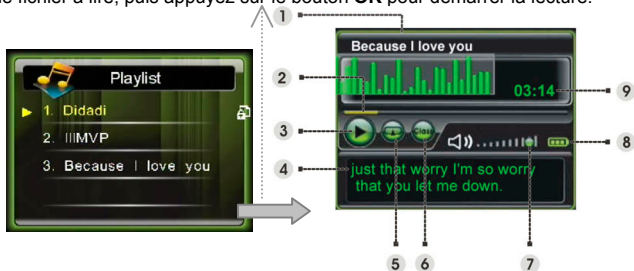 le fichier à lire, puis appuyez sur le bouton OK pour démarrer la lecture.
Playlist
1. Didadi
2. IIIMVP
3. Because I love you
1
Because I love you
2
03:14
9
3
Close
8
4
just that worry I'm so worry
that you let me down.
5
6
7